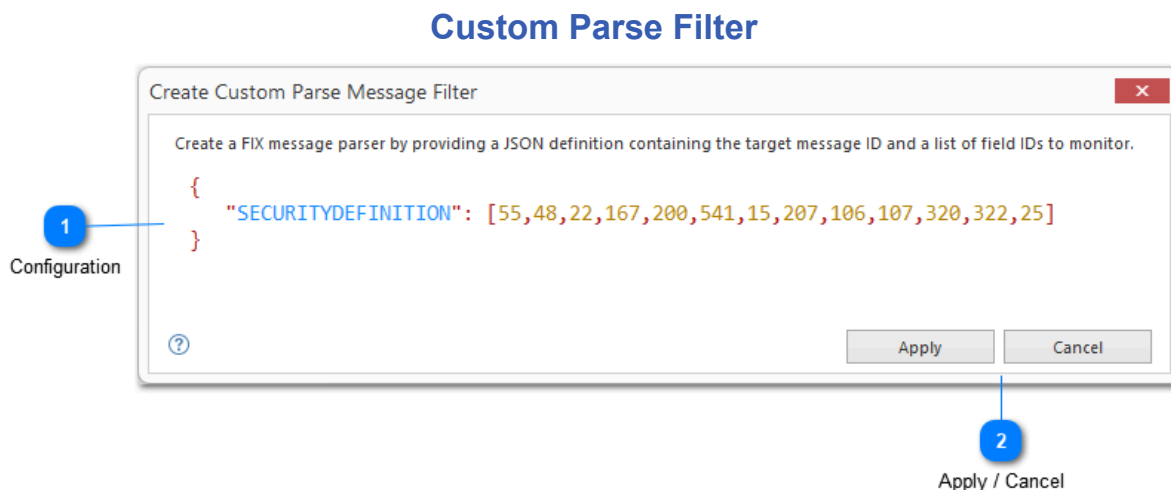 Custom Parse Filter
Create Custom Parse Message Filter
Create a FIX message parser by providing a JSON definition containing the target message ID and a list of field IDs to monitor.
{
"SECURITYDEFINITION": [55,48,22,167,200,541,15,207,106,107,320,322,25]
}
1
Configuration
?
Apply
Cancel
2
Apply / Cancel